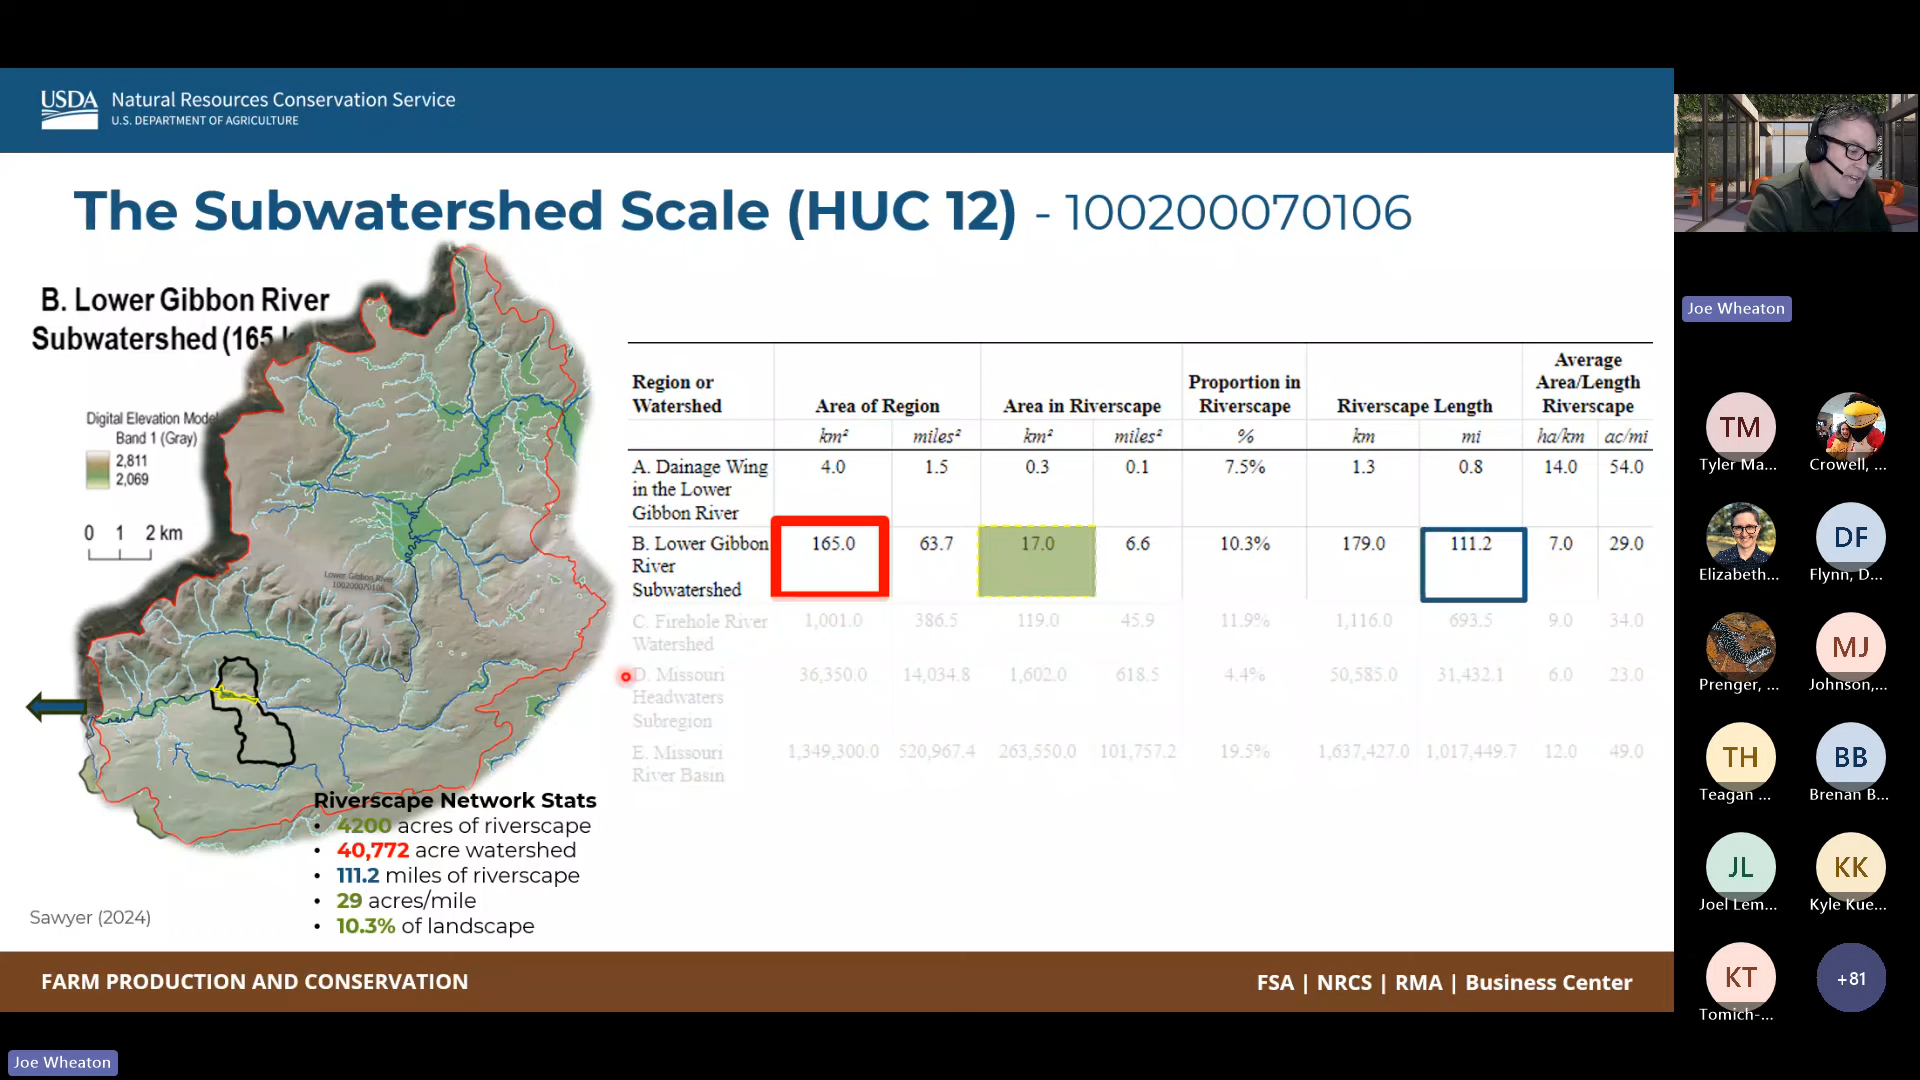 USDA Natural Resources Conservation Service
U.S. DEPARTMENT OF AGRICULTURE
The Subwatershed Scale (HUC 12) - 100200070106
B. Lower Gibbon River
Subwatershed (165
Digital Elevation Model
Band 1 (Gray)
2,811
2,069
0 1 2 km
Lower Gibbon River
100200070106
Riverscape Network Stats
• 4200 acres of riverscape
• 40,772 acre watershed
• 111.2 miles of riverscape
• 29 acres/mile
• 10.3% of landscape
Sawyer (2024)
Region or Watershed | Area of Region | Area in Riverscape | Proportion in Riverscape | Riverscape Length | Average Area/Length Riverscape
km² miles² km² miles² % km mi ha/km ac/mi
A. Dainage Wing in the Lower Gibbon River 4.0 1.5 0.3 0.1 7.5% 1.3 0.8 14.0 54.0
B. Lower Gibbon River Subwatershed 165.0 63.7 17.0 6.6 10.3% 179.0 111.2 7.0 29.0
C. Firehole River Watershed 1,001.0 386.5 119.0 45.9 11.9% 1,116.0 693.5 9.0 34.0
D. Missouri Headwaters Subregion 36,350.0 14,034.8 1,602.0 618.5 4.4% 50,585.0 31,432.1 6.0 23.0
E. Missouri River Basin 1,349,300.0 520,967.4 263,550.0 101,757.2 19.5% 1,637,427.0 1,017,449.7 12.0 49.0
FARM PRODUCTION AND CONSERVATION
FSA | NRCS | RMA | Business Center
Joe Wheaton
Joe Wheaton
TM
Tyler Ma...
Crowell, ...
Elizabeth...
DF
Flynn, D...
Prenger, ...
MJ
Johnson,...
TH
Teagan ...
BB
Brenan B...
JL
Joel Lem...
KK
Kyle Kue...
KT
Tomich-...
+81